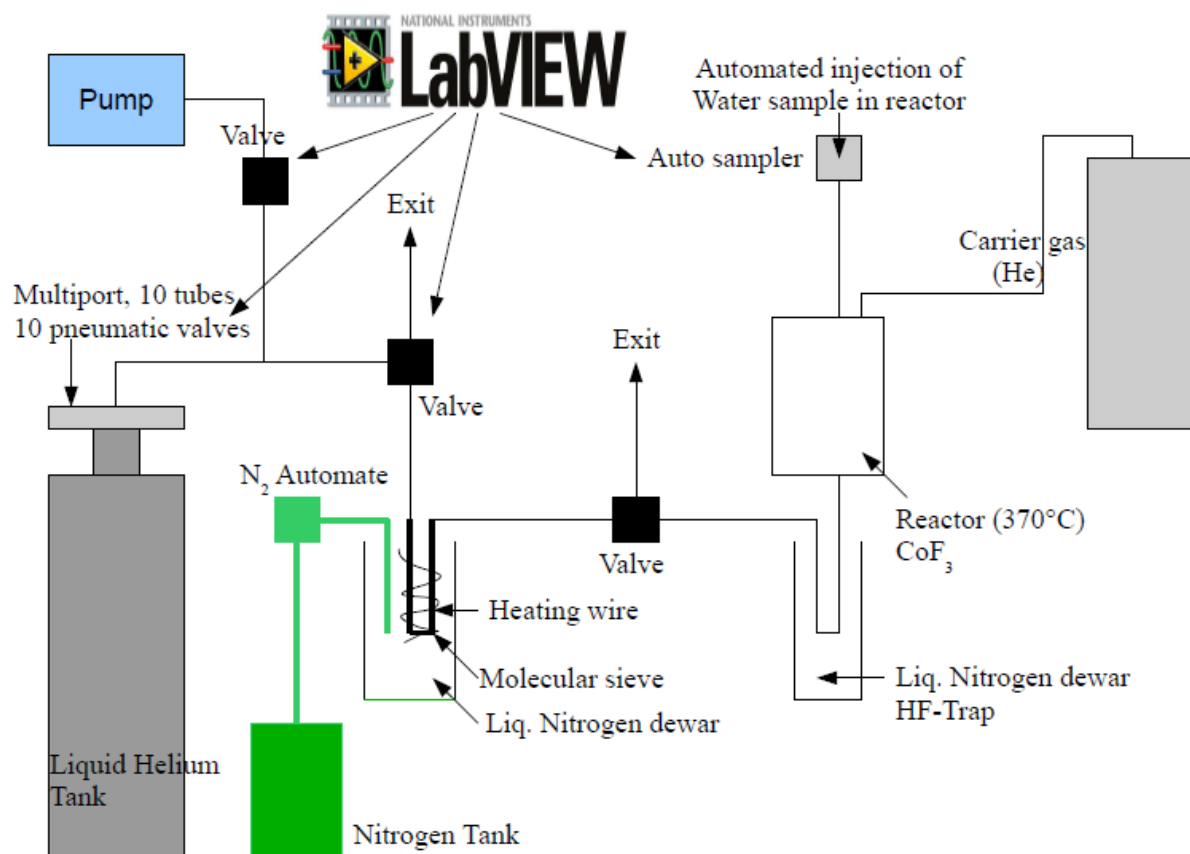 NATIONAL INSTRUMENTS
LabVIEW
Pump
Valve
Automated injection of
Water sample in reactor
Auto sampler
Exit
Carrier gas
(He)
Multiport, 10 tubes
10 pneumatic valves
Exit
Valve
N₂ Automate
Reactor (370°C)
CoF₃
Valve
Heating wire
Molecular sieve
Liq. Nitrogen dewar
Liq. Nitrogen dewar
HF-Trap
Liquid Helium
Tank
Nitrogen Tank